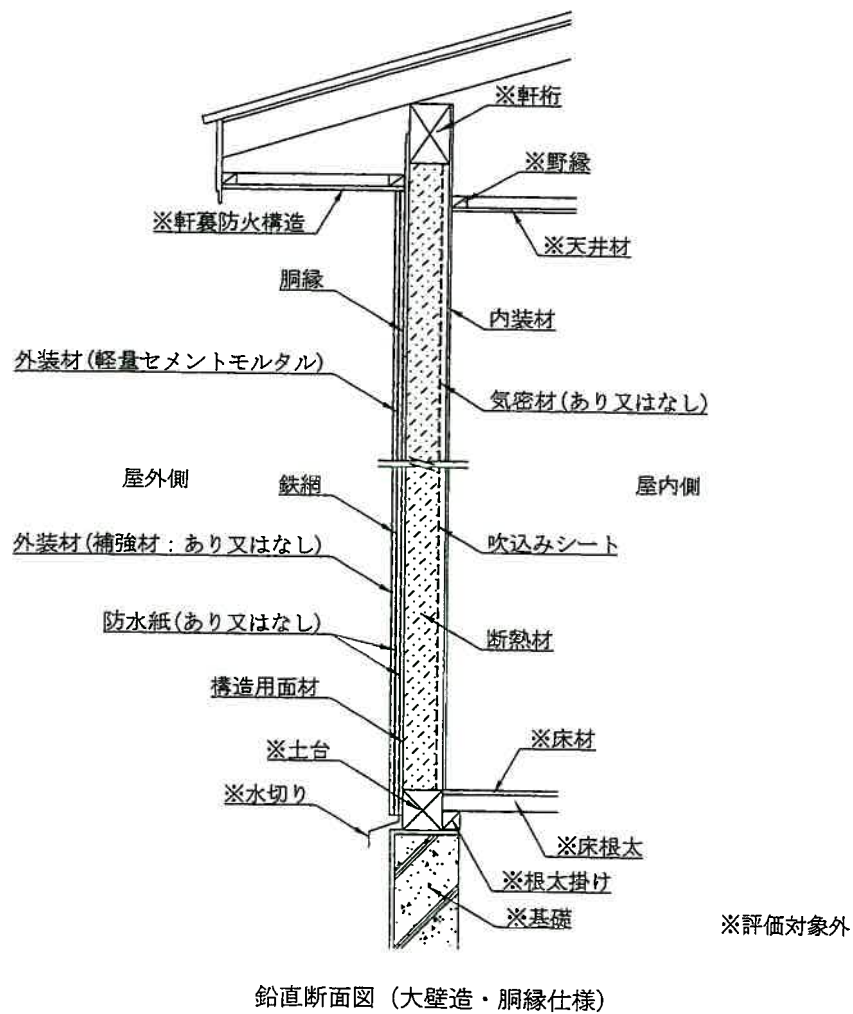 ※軒桁
※野縁
※軒裏防火構造
※天井材
胴縁
内装材
外装材(軽量セメントモルタル)
気密材(あり又はなし)
屋外側
鉄網
屋内側
外装材(補強材：あり又はなし)
吹込みシート
防水紙(あり又はなし)
断熱材
構造用面材
※床材
※土台
※水切り
※床根太
※根太掛け
※基礎
※評価対象外
鉛直断面図（大壁造・胴縁仕様）